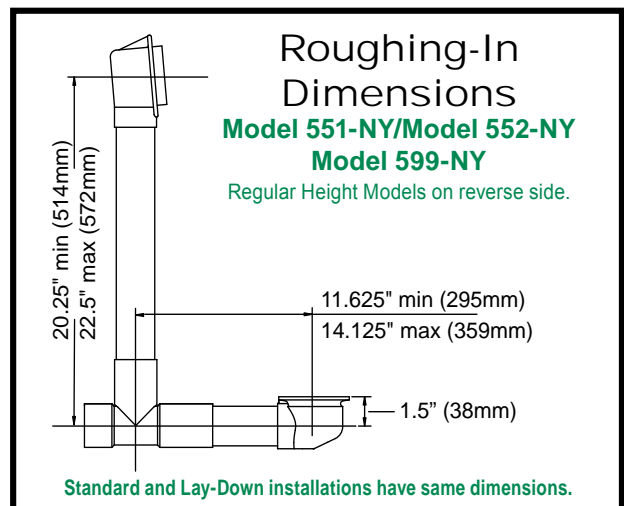 Roughing-In
Dimensions
Model 551-NY/Model 552-NY
Model 599-NY
Regular Height Models on reverse side.
20.25" min (514mm)
22.5" max (572mm)
11.625" min (295mm)
14.125" max (359mm)
1.5” (38mm)
Standard and Lay-Down installations have same dimensions.